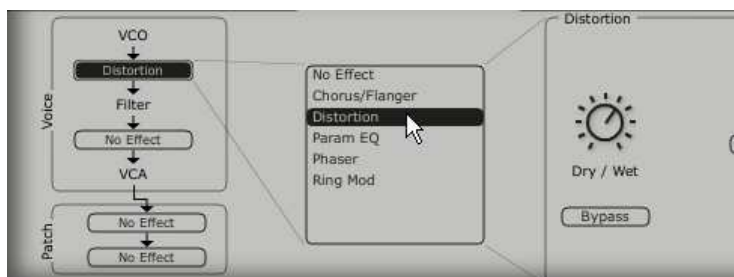 Voice
VCO
Distortion
Filter
No Effect
VCA
Patch
No Effect
No Effect
No Effect
Chorus/Flanger
Distortion
Param EQ
Phaser
Ring Mod
Distortion
Dry / Wet
Bypass